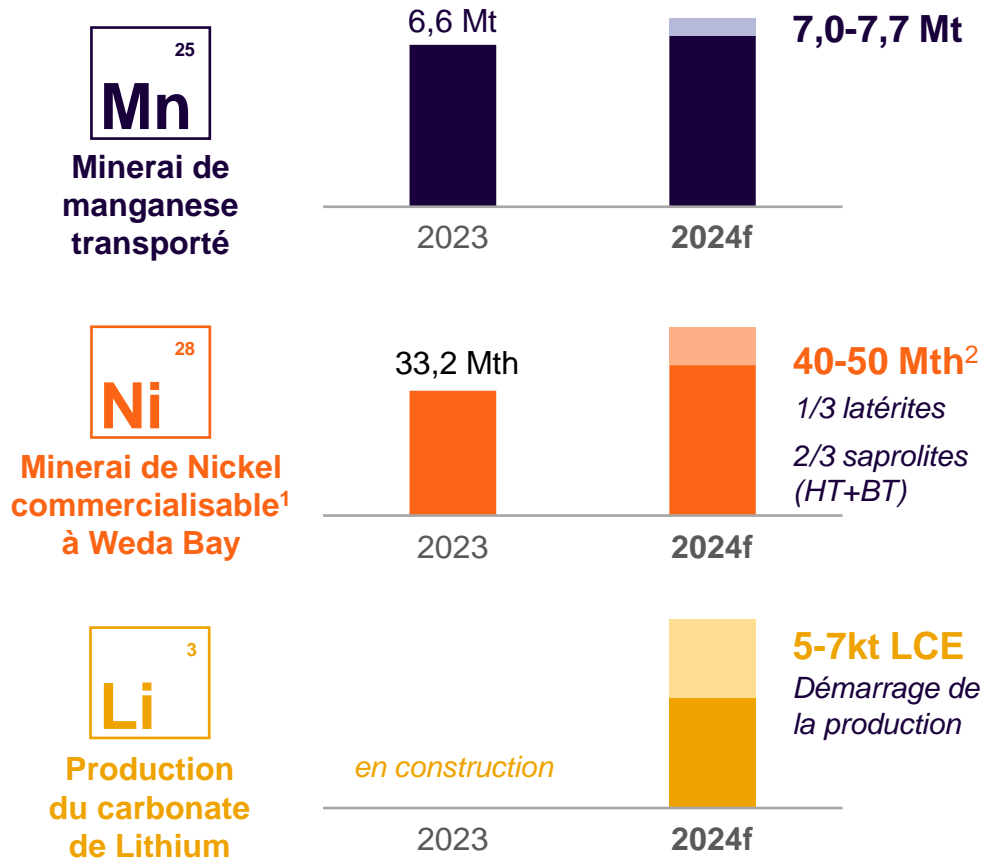 25
Mn
Minerai de
manganese
transporté
6,6 Mt
7,0-7,7 Mt
2023
2024f
28
Ni
Minerai de Nickel
commercialisable¹
à Weda Bay
33,2 Mth
40-50 Mth²
1/3 latérites
2/3 saprolites
(HT+BT)
2023
2024f
3
Li
Production
du carbonate
de Lithium
en construction
5-7kt LCE
Démarrage de
la production
2023
2024f